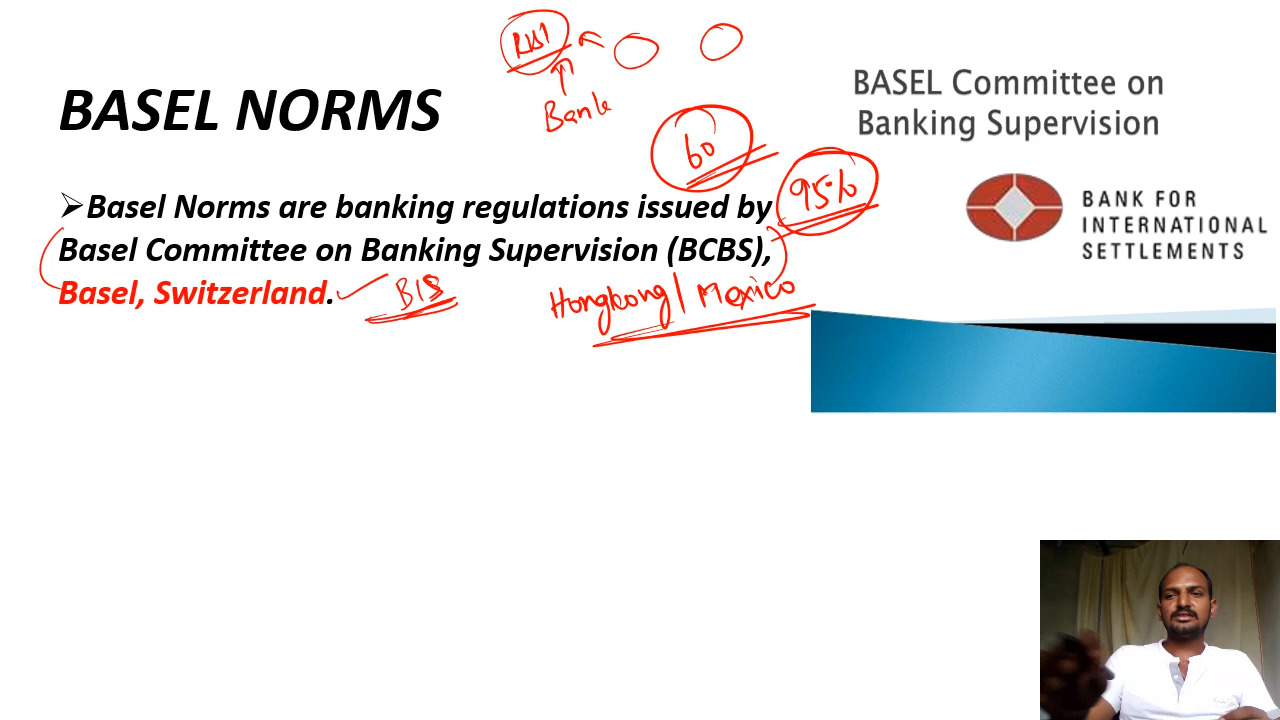 RBI
Bank
BASEL NORMS
BASEL Committee on
Banking Supervision
60
95%
➢Basel Norms are banking regulations issued by
Basel Committee on Banking Supervision (BCBS),
Basel, Switzerland.
BIS
Hongkong/ Mexico
BANK FOR
INTERNATIONAL
SETTLEMENTS